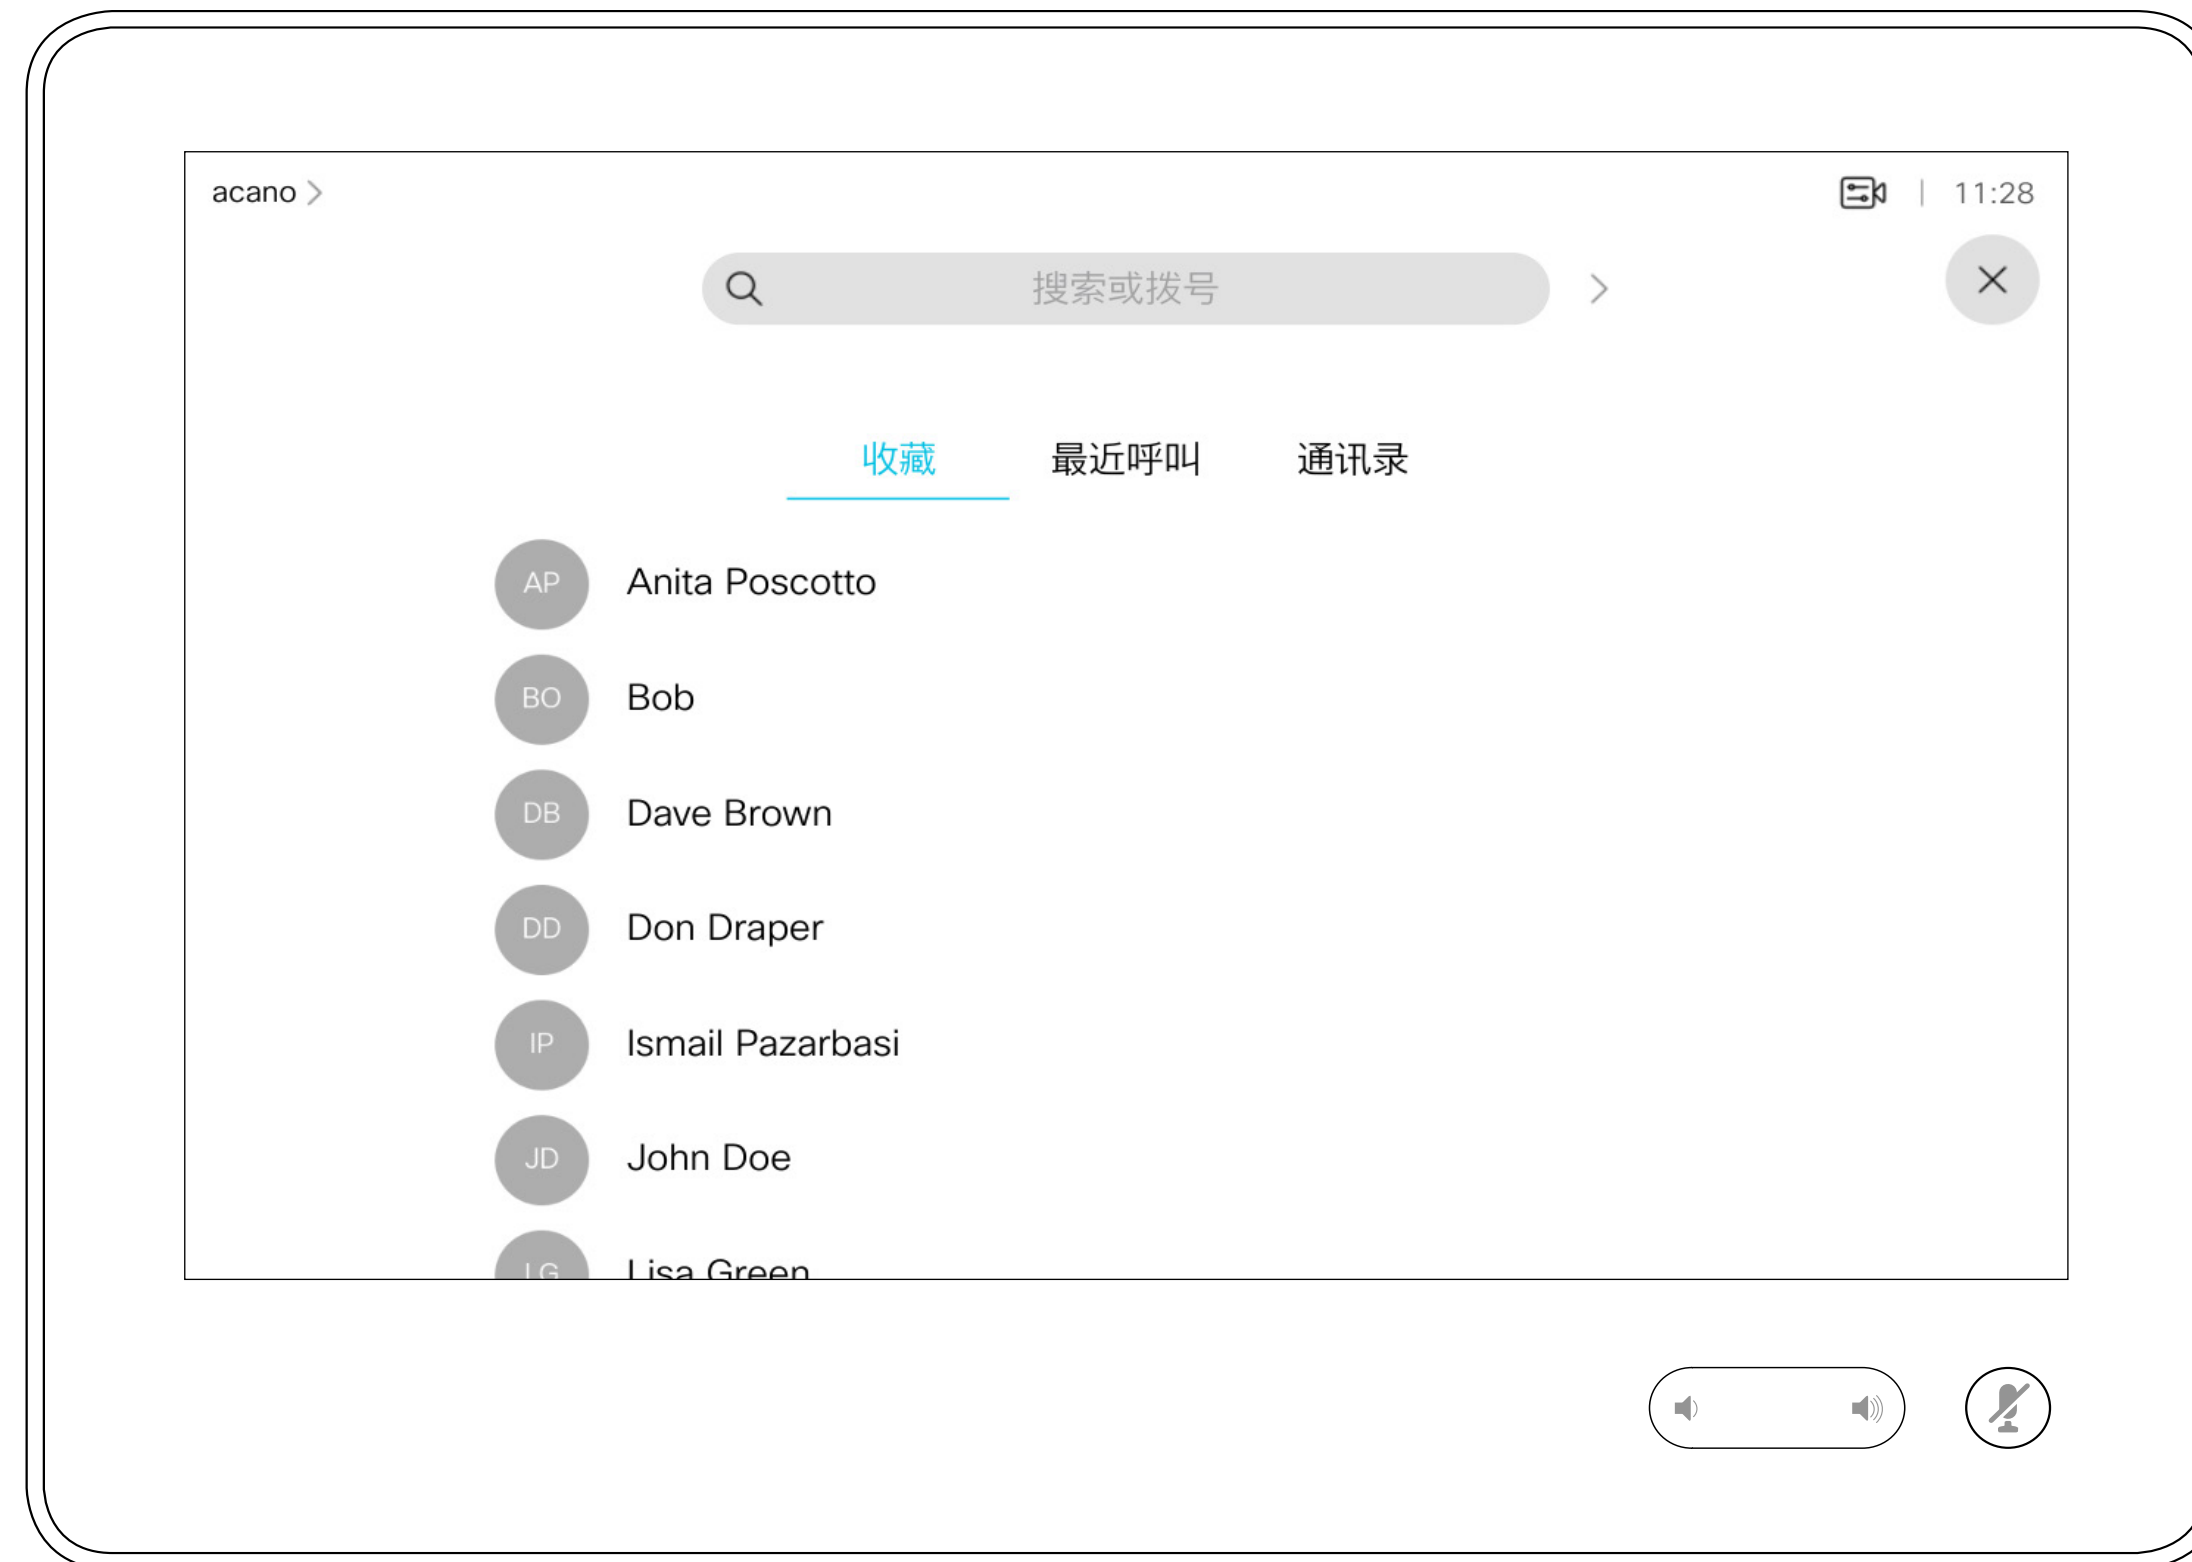 acano
11:28
搜索或拨号
收藏 最近呼叫 通讯录
AP Anita Poscotto
BO Bob
DB Dave Brown
DD Don Draper
IP Ismail Pazarbasi
JD John Doe
LG Lisa Green